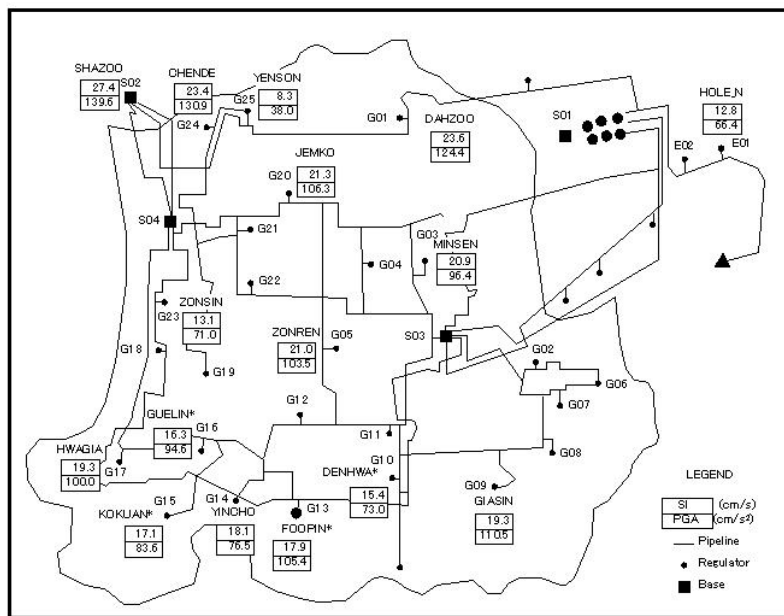 SHAZOO
S02
27.4
139.6
CHENDE
23.4
130.9
YENSON
8.3
38.0
G25
G24
G01
DAHZOO
23.6
124.4
S01
HOLE_N
12.8
66.4
E02
E01
JEMKO
21.3
106.3
G20
S04
G21
G03
MINSEN
20.9
96.4
G04
G22
ZONSIN
13.1
71.0
G23
ZONREN
21.0
103.5
G05
S03
G18
G19
G02
G06
G07
GUELIN*
16.3
94.6
G16
G12
G11
G10
G08
HWAGIA
19.3
100.0
G17
DENHWA*
15.4
73.0
G09
GIASIN
19.3
110.5
KOKUAN*
17.1
83.6
G15
G14
YINCHO
18.1
76.5
G13
FOOPIN*
17.9
105.4
LEGEND
SI (cm/s)
PGA (cm/s²)
Pipeline
Regulator
Base